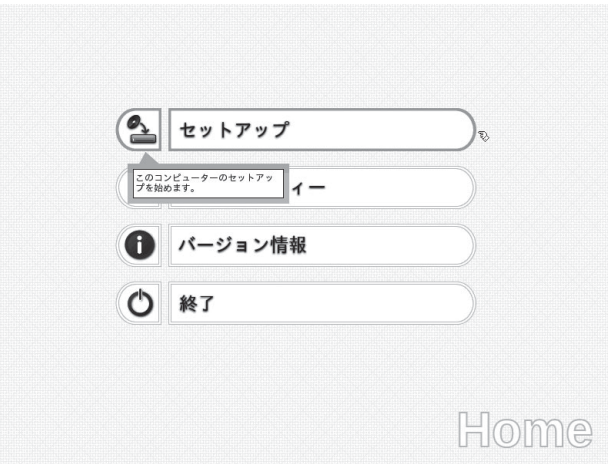 セットアップ
このコンピューターのセットアッ
プを始めます。
ィー
バージョン情報
終了
Home